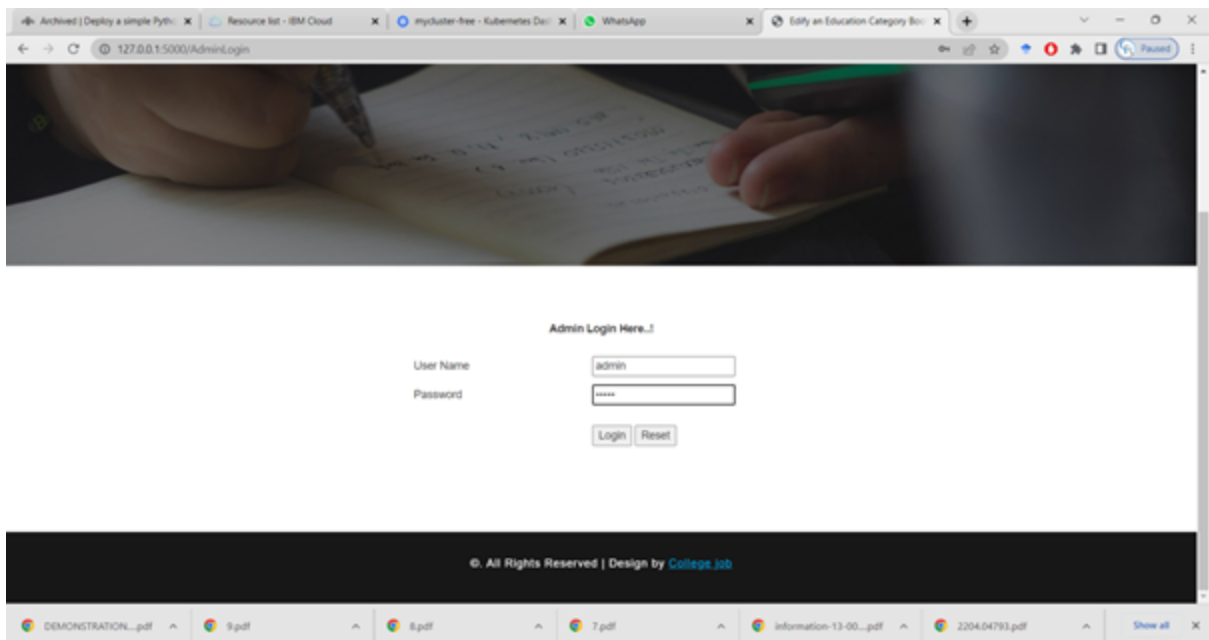 Archived | Deploy a simple Pytho
Resource list - IBM Cloud
mycluster-free - Kubernetes Das
WhatsApp
Edify an Education Category Boo
127.0.0.1:5000/AdminLogin
Paused
Admin Login Here..!
User Name
admin
Password
Login
Reset
©. All Rights Reserved | Design by College job
DEMONSTRATION....pdf
9.pdf
8.pdf
7.pdf
information-13-00....pdf
2204.04793.pdf
Show all